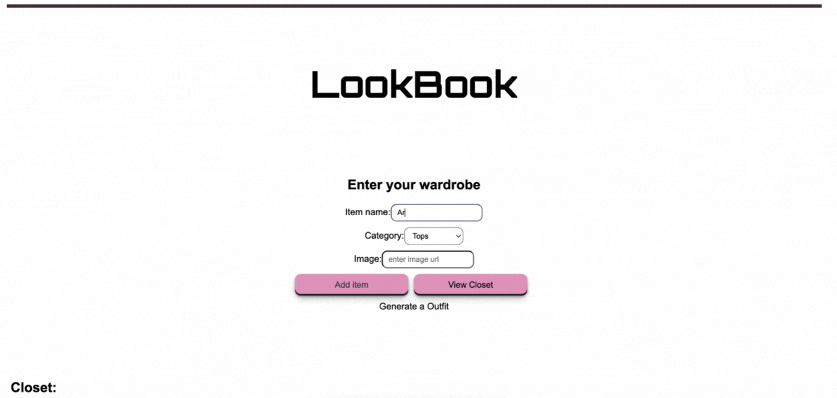 LookBook
Enter your wardrobe
Item name: Ar
Category: Tops
Image: enter image url
Add item View Closet
Generate a Outfit
Closet: